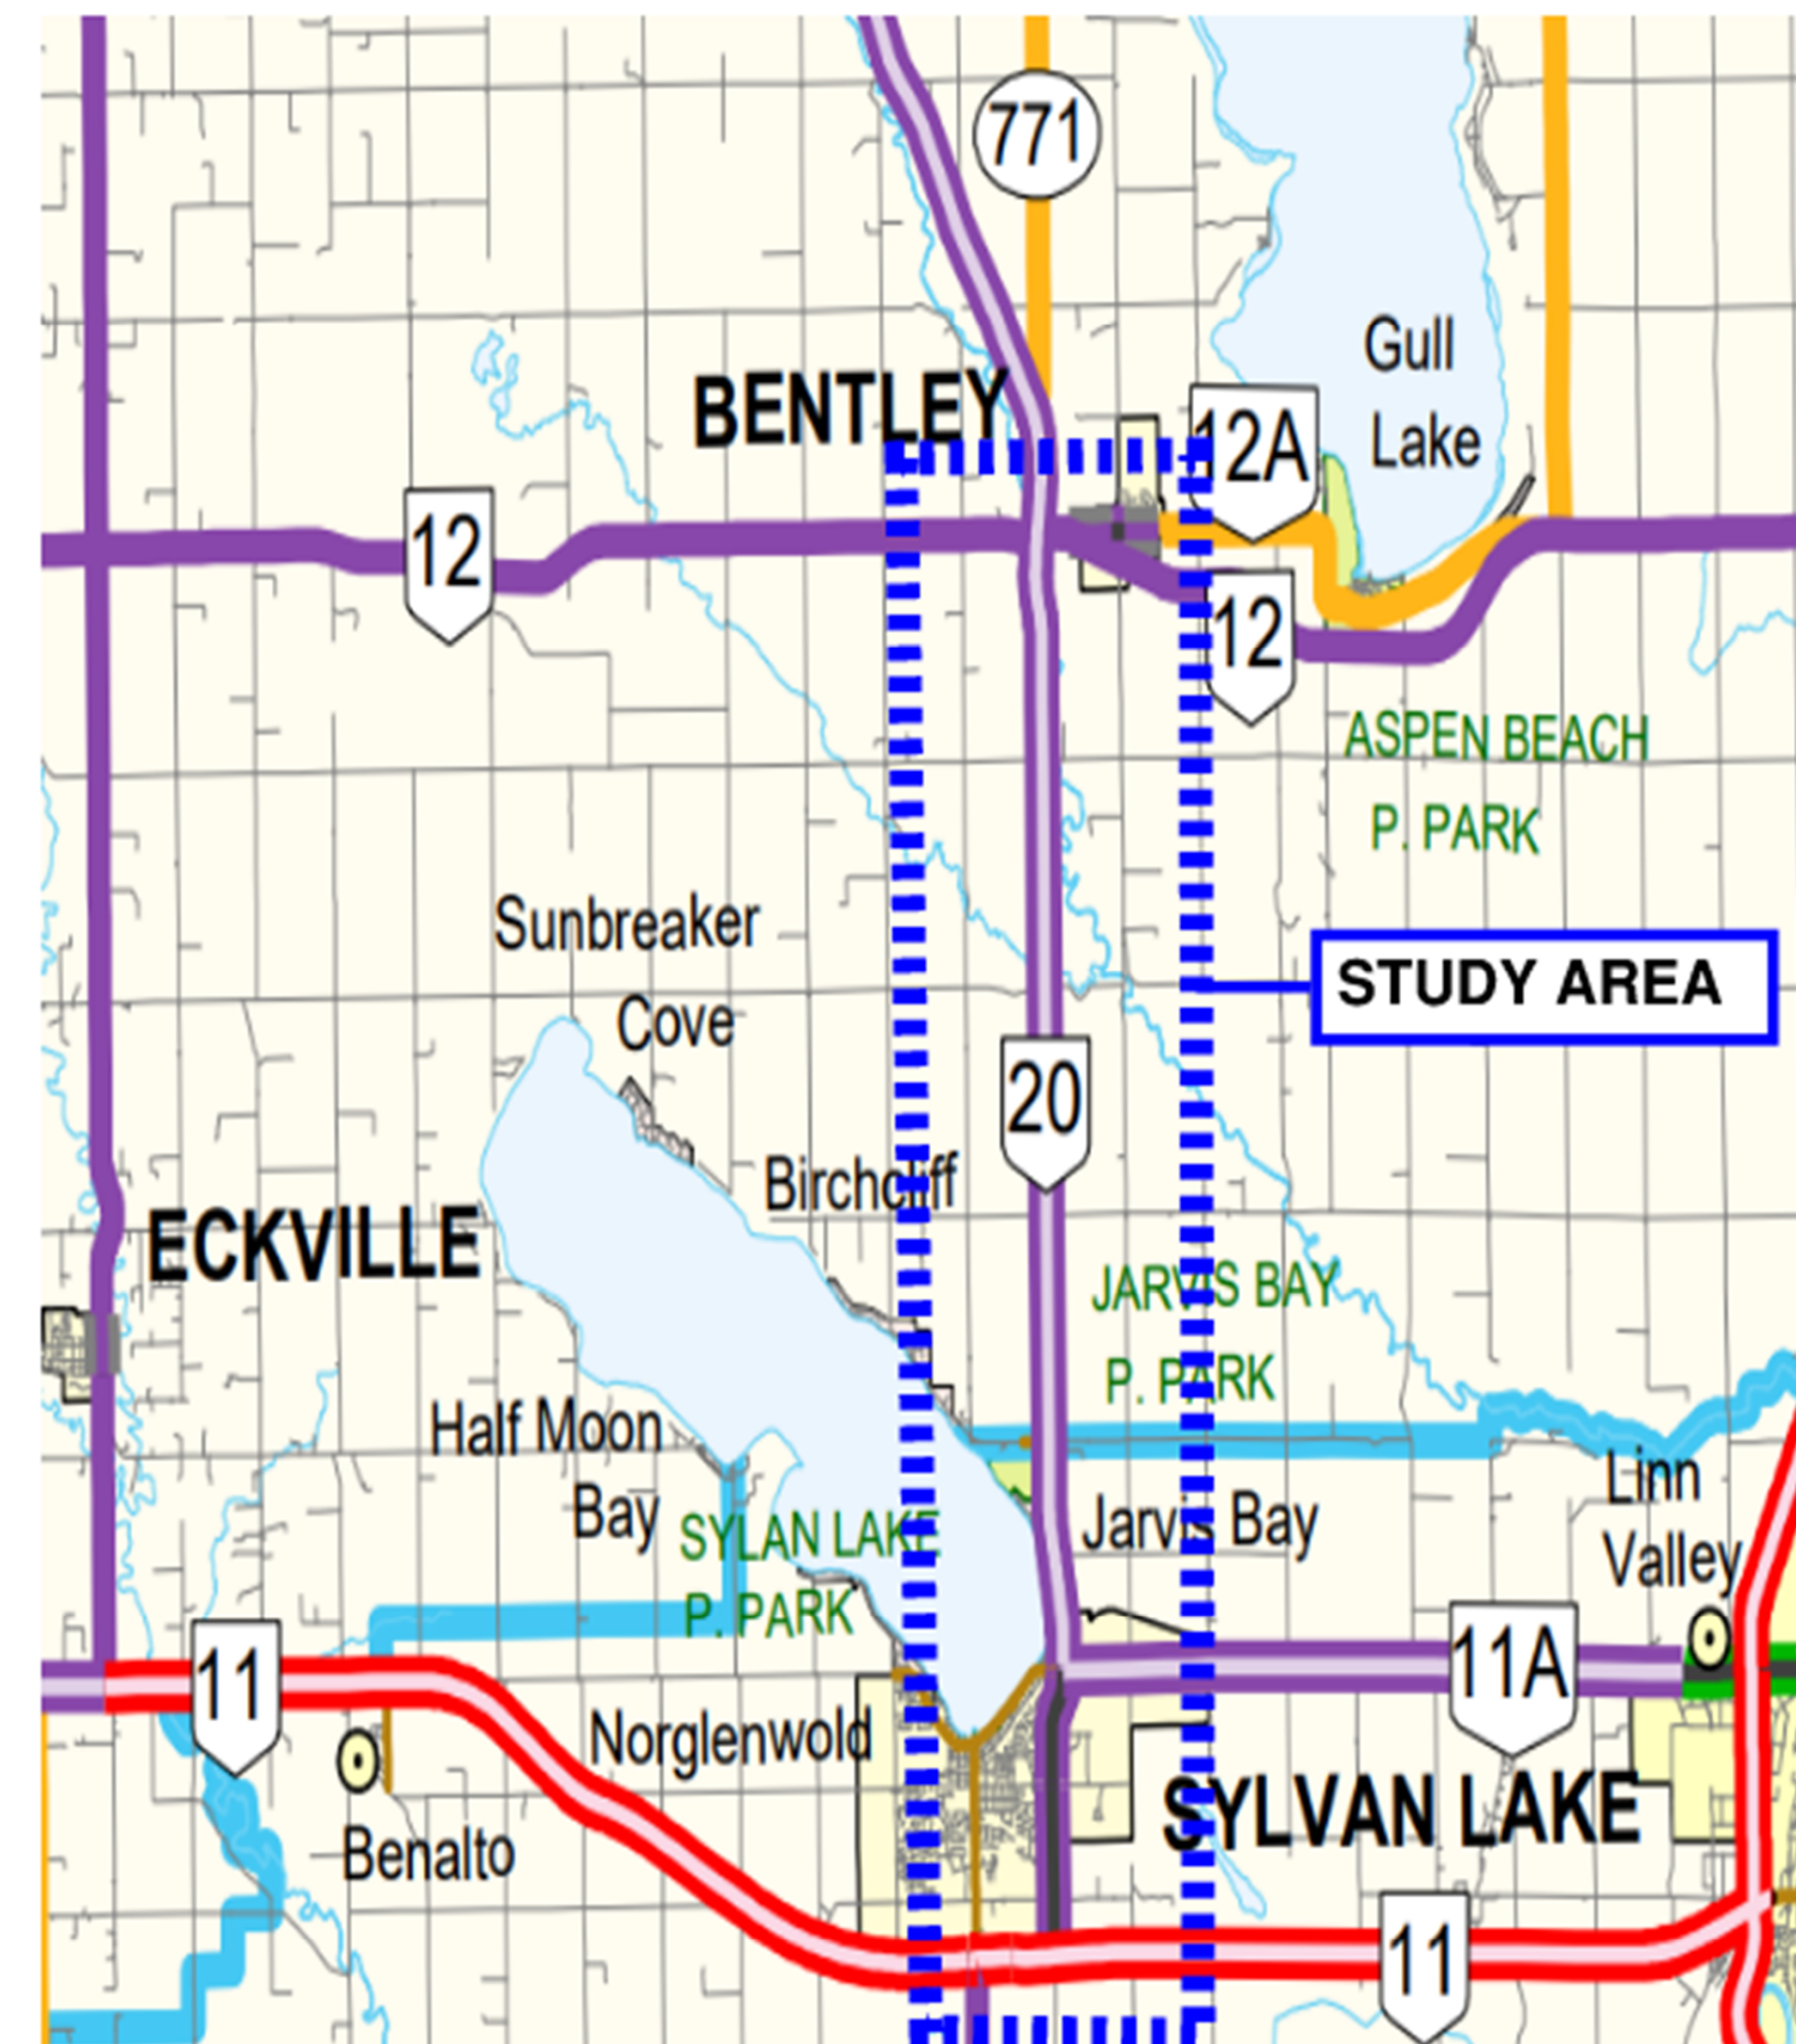 771
Gull
Lake
BENTLEY
12A
12
12
ASPEN BEACH
P. PARK
Sunbreaker
Cove
STUDY AREA
20
Birchcliff
ECKVILLE
JARVIS BAY
P. PARK
Half Moon
Bay
Linn
Valley
SYLAN LAKE
P. PARK
Jarvis Bay
11
11A
Norglenwold
SYLVAN LAKE
Benalto
11